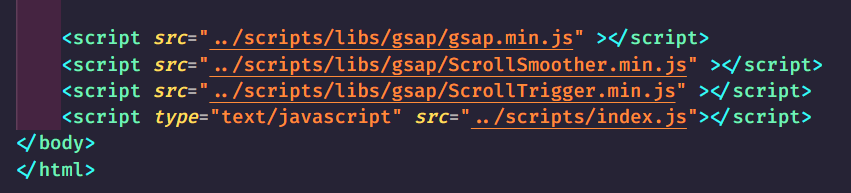 <script src="../scripts/libs/gsap/gsap.min.js" ></script>
<script src="../scripts/libs/gsap/ScrollSmoother.min.js" ></script>
<script src="../scripts/libs/gsap/ScrollTrigger.min.js" ></script>
<script type="text/javascript" src="../scripts/index.js"></script>
</body>
</html>